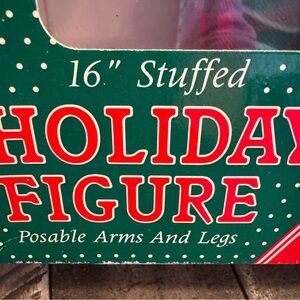 16" Stuffed
HOLIDAY
FIGURE
Posable Arms And Legs